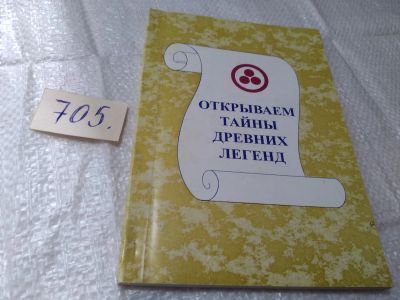 705.
ОТКРЫВАЕМ
ТАЙНЫ
ДРЕВНИХ
ЛЕГЕНД